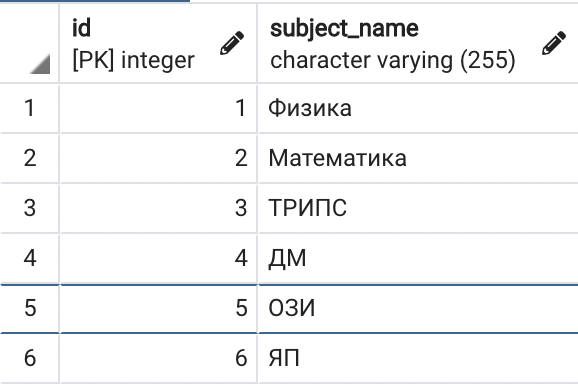 id subject_name
[PK] integer character varying (255)
1 1 Физика
2 2 Математика
3 3 ТРИПС
4 4 ДМ
5 5 ОЗИ
6 6 ЯП